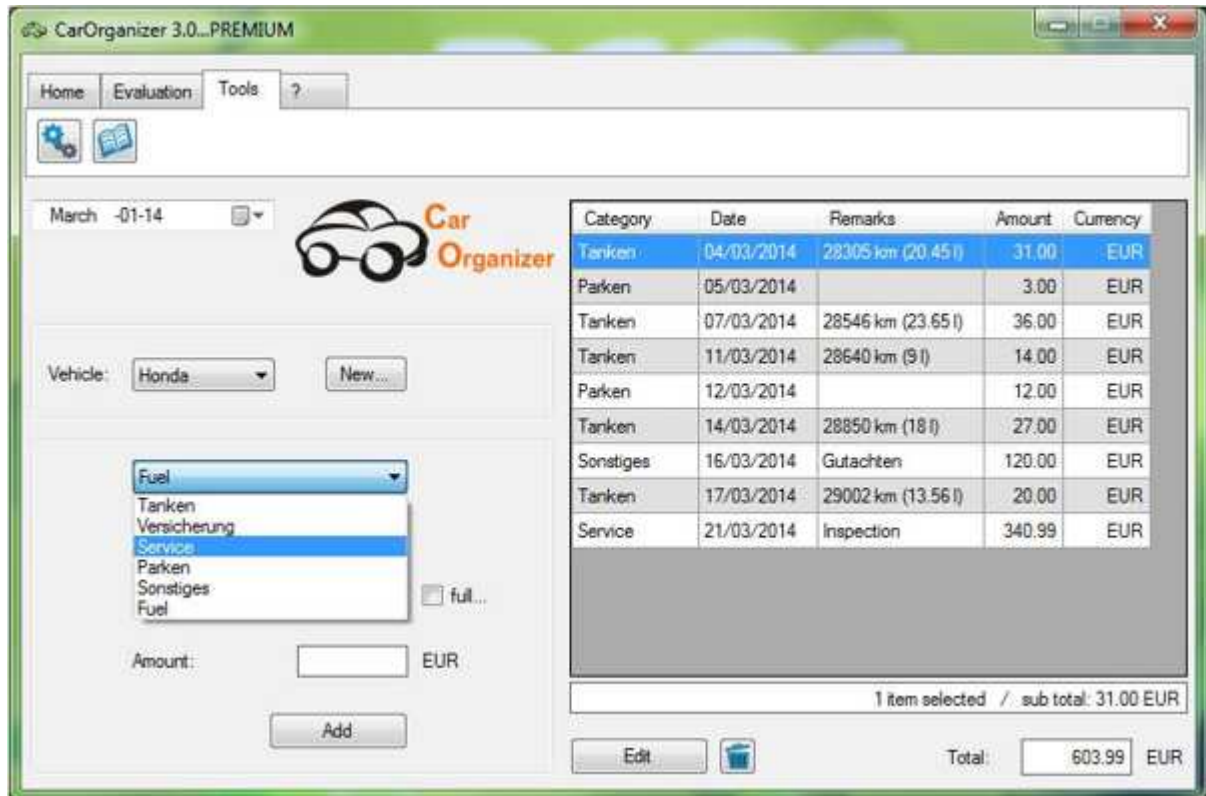 CarOrganizer 3.0...PREMIUM
Home Evaluation Tools ?
March -01-14
Car
Organizer
Vehicle: Honda New...
Fuel
Tanken
Versicherung
Service
Parken
Sonstiges
Fuel
full...
Amount: EUR
Add
Category Date Remarks Amount Currency
Tanken 04/03/2014 28305 km (20.45 l) 31.00 EUR
Parken 05/03/2014 3.00 EUR
Tanken 07/03/2014 28546 km (23.65 l) 36.00 EUR
Tanken 11/03/2014 28640 km (9 l) 14.00 EUR
Parken 12/03/2014 12.00 EUR
Tanken 14/03/2014 28850 km (18 l) 27.00 EUR
Sonstiges 16/03/2014 Gutachten 120.00 EUR
Tanken 17/03/2014 29002 km (13.56 l) 20.00 EUR
Service 21/03/2014 Inspection 340.99 EUR
1 item selected / sub total: 31.00 EUR
Edit Total: 603.99 EUR